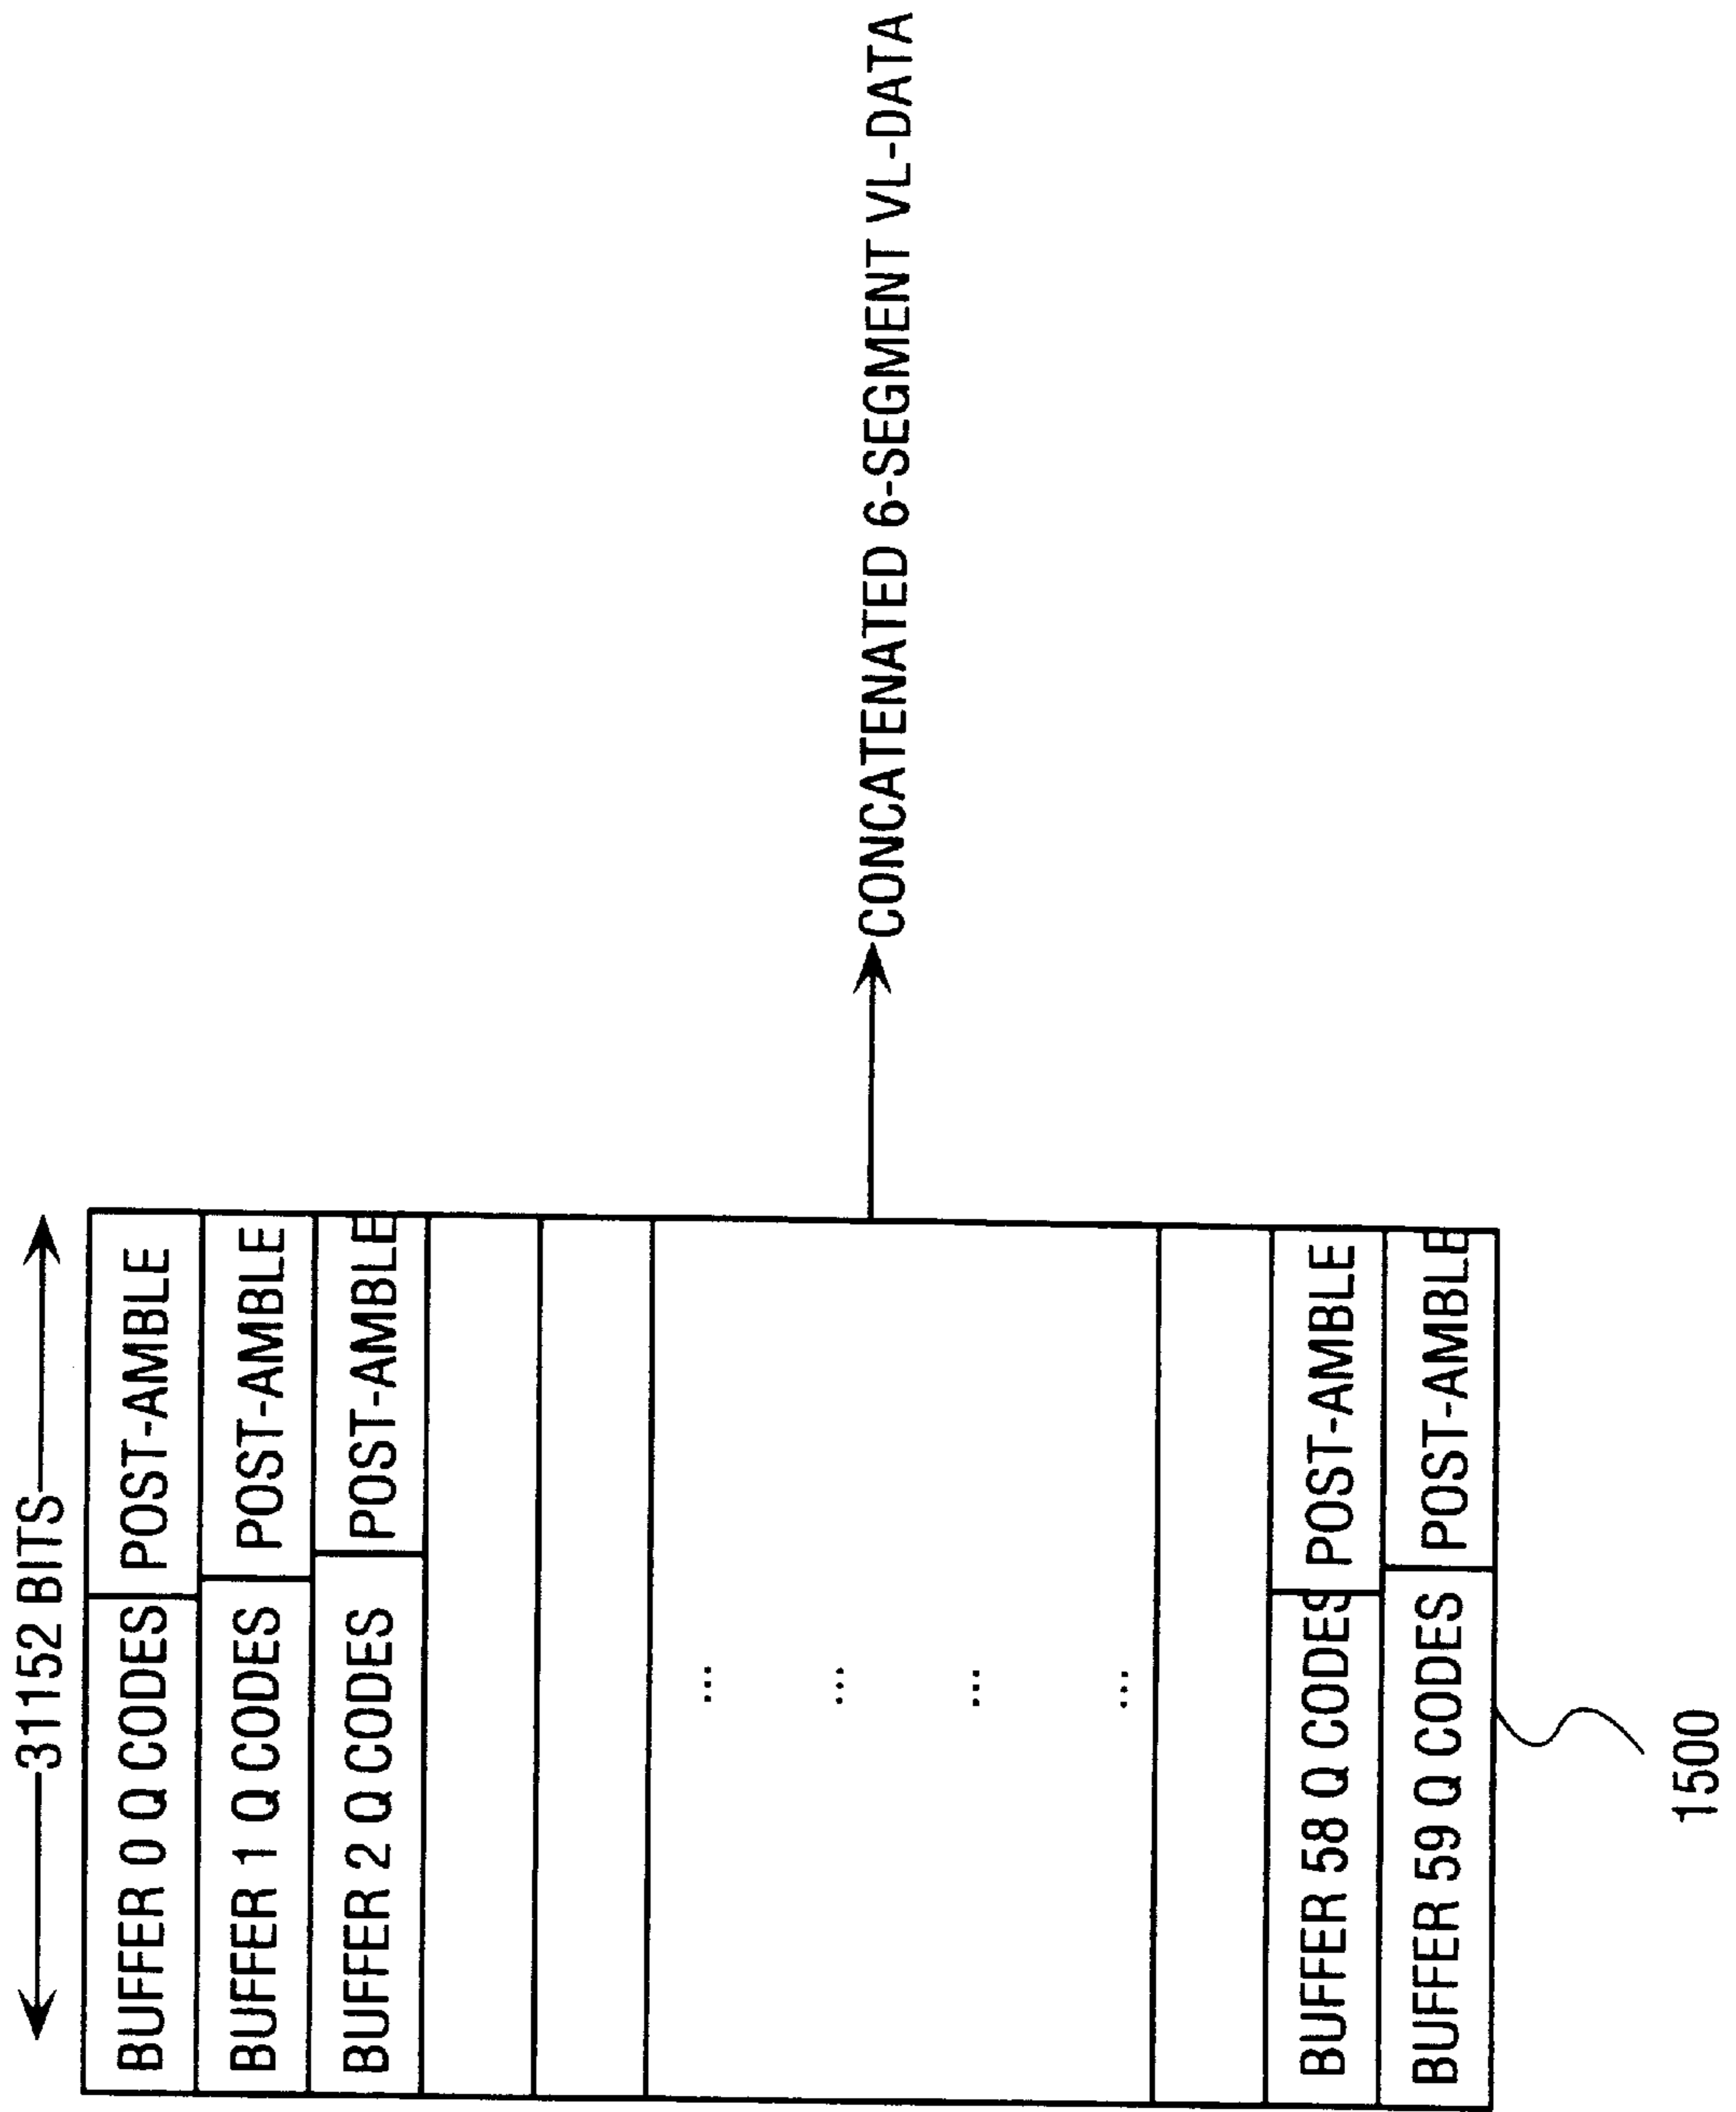 31152 BITS
BUFFER 0 Q CODES POST-AMBLE
BUFFER 1 Q CODES POST-AMBLE
BUFFER 2 Q CODES POST-AMBLE
...
...
...
...
BUFFER 58 Q CODES POST-AMBLE
BUFFER 59 Q CODES POST-AMBLE
CONCATENATED 6-SEGMENT VL-DATA
1500